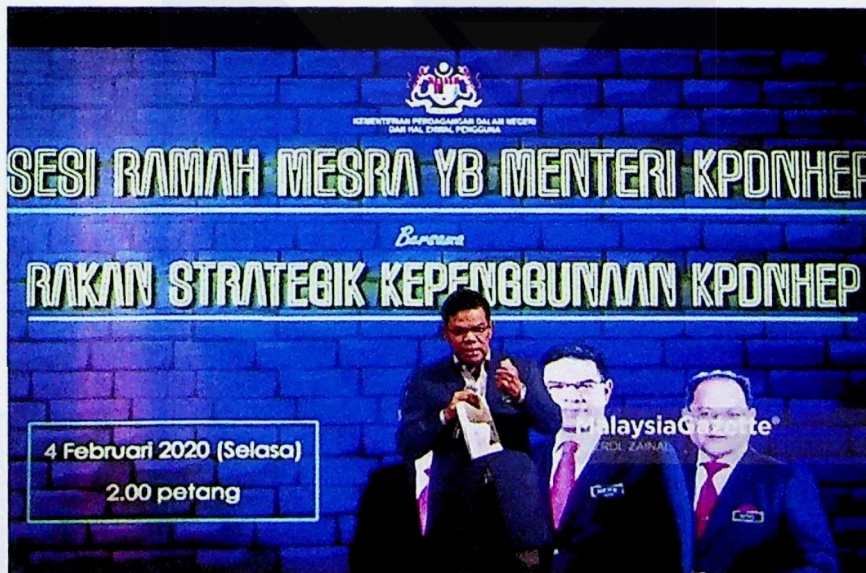 KEMENTERIAN PERDAGANGAN DALAM NEGERI
DAN HAL EHWAL PENGGUNA
SESI RAMAH MESRA YB MENTERI KPDNHEP
Bersama
RAKAN STRATEGIK KEPENGGUNAAN KPDNHEP
4 Februari 2020 (Selasa)
2.00 petang
MalaysiaGazette®
ZAINAL